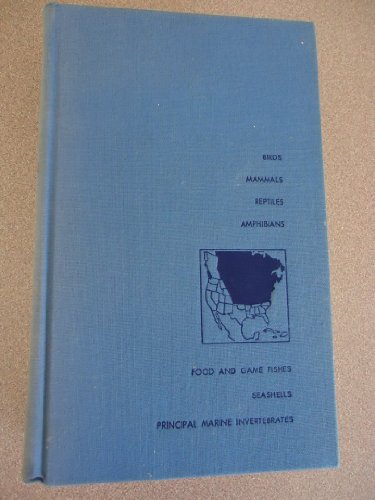 BIRDS
MAMMALS
REPTILES
AMPHIBIANS
FOOD AND GAME FISHES
SEASHELLS
PRINCIPAL MARINE INVERTEBRATES